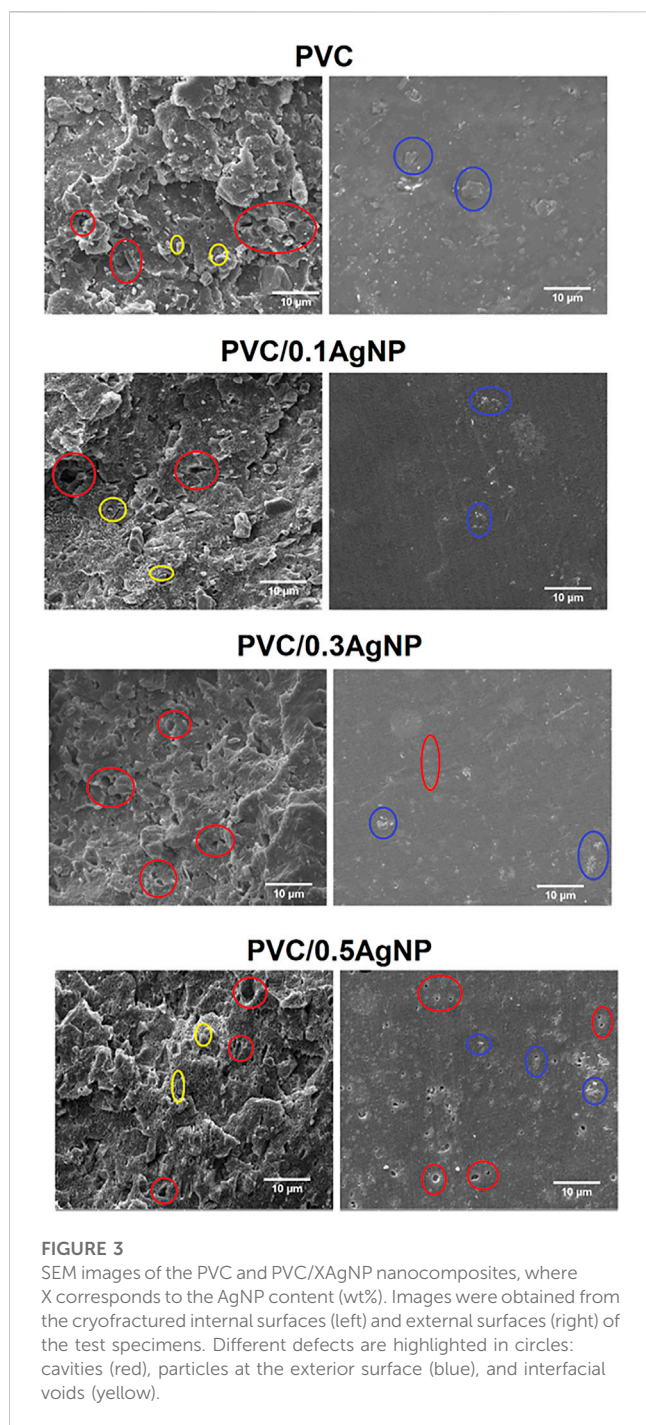 PVC
10 µm
10 µm
PVC/0.1AgNP
10 µm
10 µm
PVC/0.3AgNP
10 µm
10 µm
PVC/0.5AgNP
10 µm
10 µm
FIGURE 3
SEM images of the PVC and PVC/XAgNP nanocomposites, where
X corresponds to the AgNP content (wt%). Images were obtained from
the cryofractured internal surfaces (left) and external surfaces (right) of
the test specimens. Different defects are highlighted in circles:
cavities (red), particles at the exterior surface (blue), and interfacial
voids (yellow).